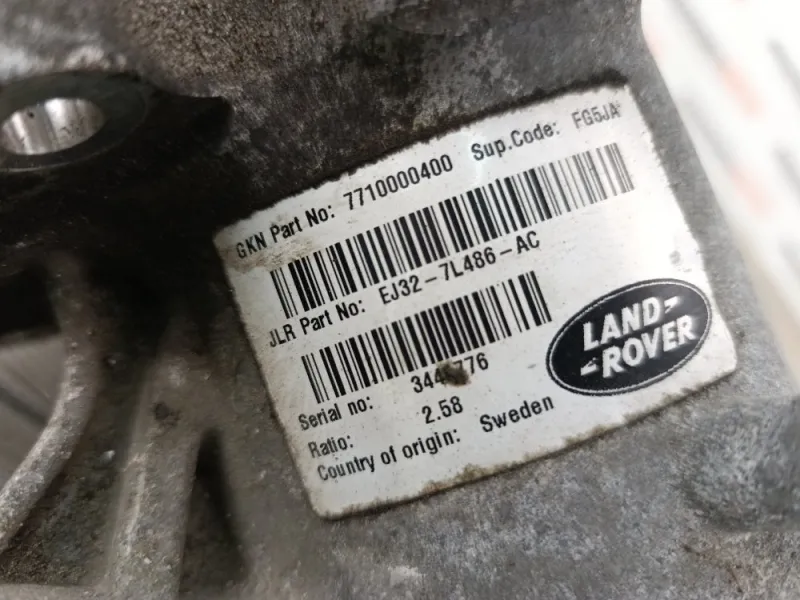 GKN Part No: 7710000400 Sup.Code: FG5JA
JLR Part No: EJ32-7L486-AC
Serial no:
Ratio: 2.58
Country of origin: Sweden
LAND
ROVER